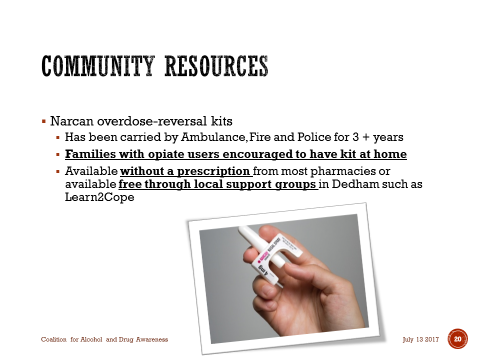 COMMUNITY RESOURCES
Narcan overdose-reversal kits
Has been carried by Ambulance,Fire and Police for 3 + years
Families with opiate users encouraged to have kit at home
Available without a prescription from most pharmacies or
available free through local support groups in Dedham such as
Learn2Cope
Coalition for Alcohol and Drug Awareness
July 13 2017
20